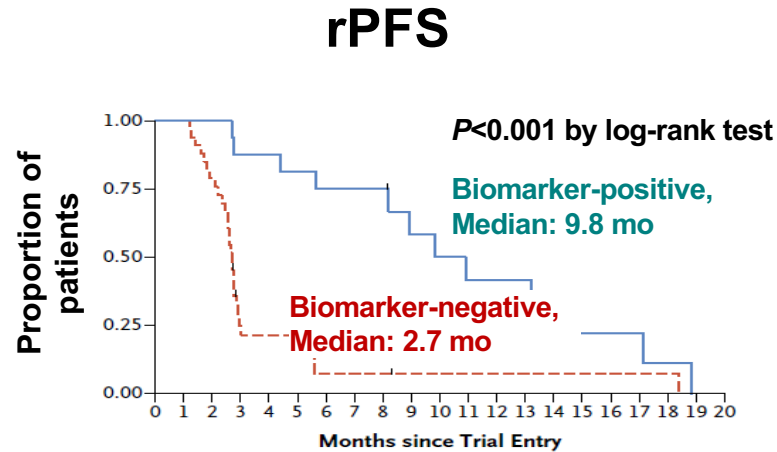 rPFS
P<0.001 by log-rank test
Biomarker-positive,
Median: 9.8 mo
Biomarker-negative,
Median: 2.7 mo
Proportion of
patients
1.00
0.75
0.50
0.25
0.00
0 1 2 3 4 5 6 7 8 9 10 11 12 13 14 15 16 17 18 19 20
Months since Trial Entry